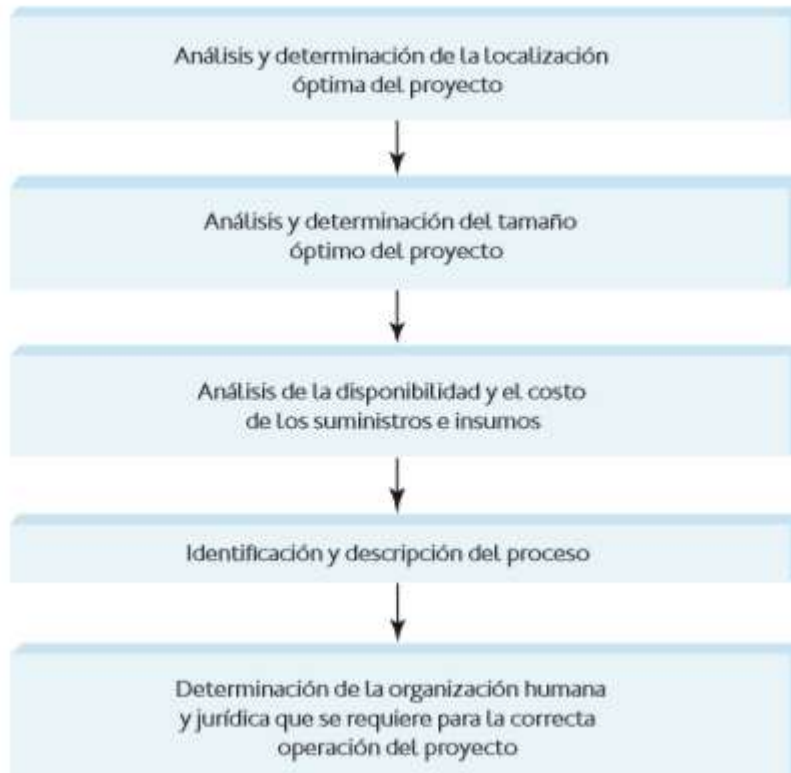 Análisis y determinación de la localización
óptima del proyecto
Análisis y determinación del tamaño
óptimo del proyecto
Análisis de la disponibilidad y el costo
de los suministros e insumos
Identificación y descripción del proceso
Determinación de la organización humana
y jurídica que se requiere para la correcta
operación del proyecto